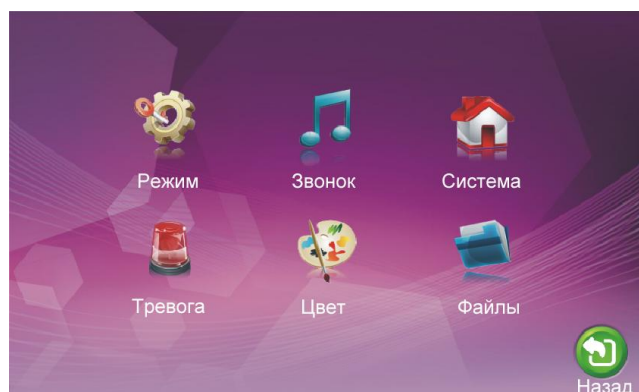 Режим
Звонок
Система
Тревога
Цвет
Файлы
Назад